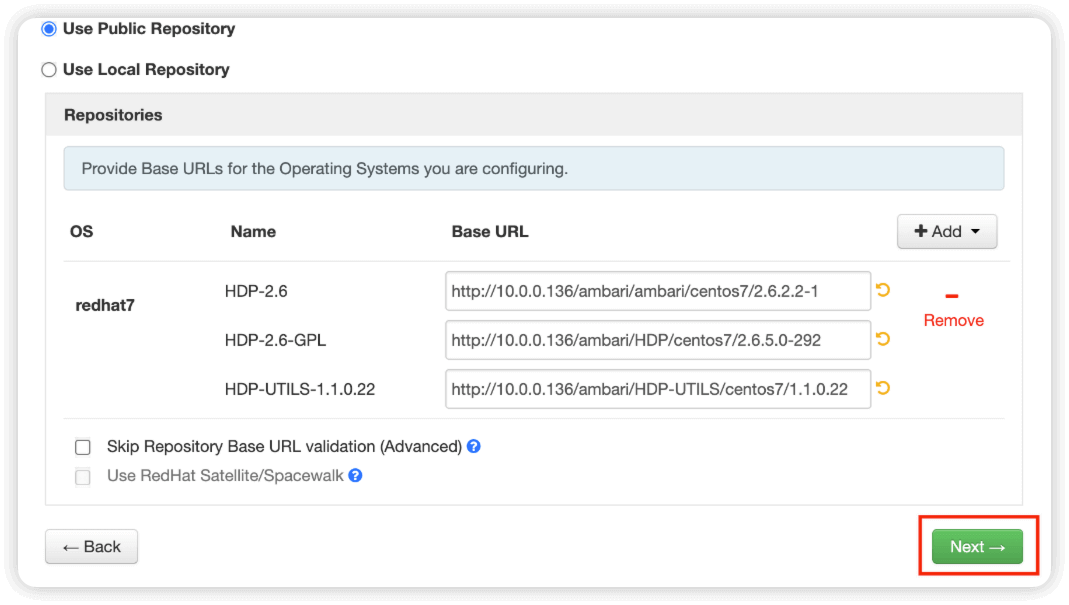 Use Public Repository
Use Local Repository
Repositories
Provide Base URLs for the Operating Systems you are configuring.
OS Name Base URL + Add
redhat7
HDP-2.6 http://10.0.0.136/ambari/ambari/centos7/2.6.2.2-1
Remove
HDP-2.6-GPL http://10.0.0.136/ambari/HDP/centos7/2.6.5.0-292
HDP-UTILS-1.1.0.22 http://10.0.0.136/ambari/HDP-UTILS/centos7/1.1.0.22
Skip Repository Base URL validation (Advanced) ?
Use RedHat Satellite/Spacewalk ?
← Back Next →